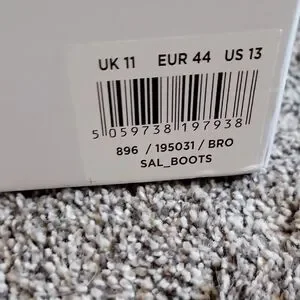 UK 11 EUR 44 US 13
5 059738 197938
896 / 195031 / BRO
SAL_BOOTS